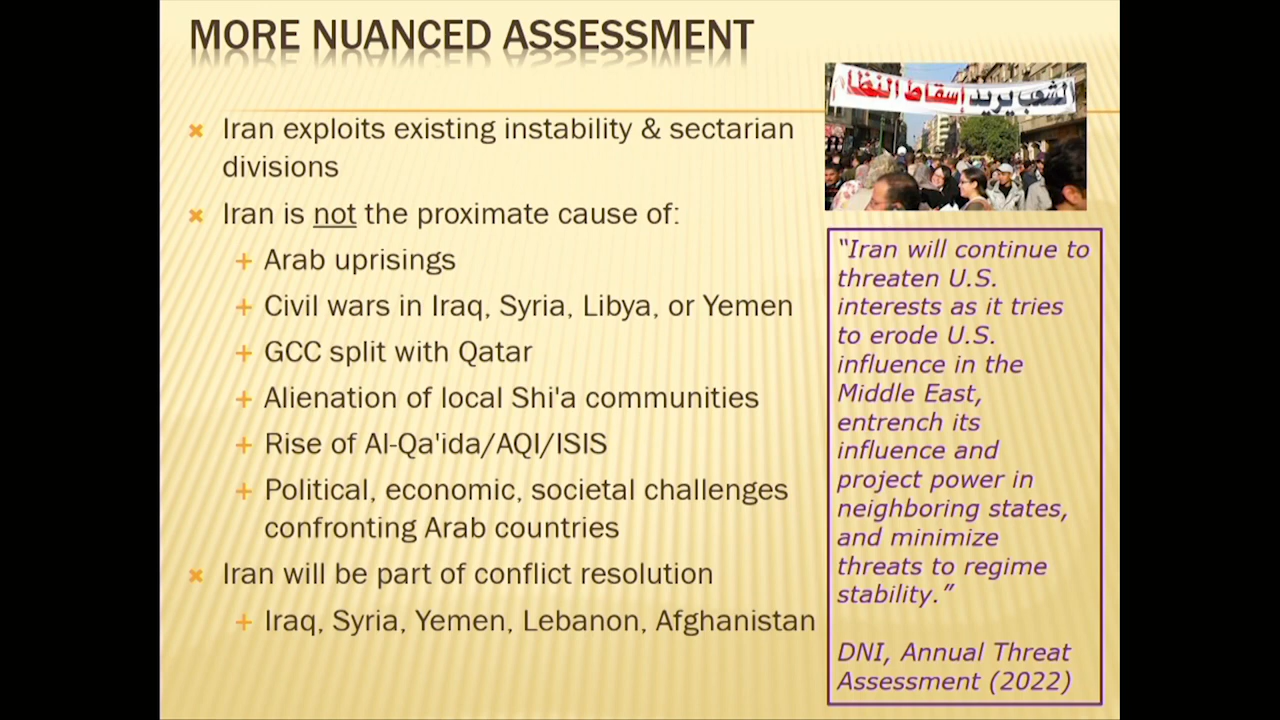 MORE NUANCED ASSESSMENT
Iran exploits existing instability & sectarian
divisions
Iran is not the proximate cause of:
Arab uprisings
Civil wars in Iraq, Syria, Libya, or Yemen
GCC split with Qatar
Alienation of local Shi'a communities
Rise of Al-Qa'ida/AQI/ISIS
Political, economic, societal challenges
confronting Arab countries
Iran will be part of conflict resolution
Iraq, Syria, Yemen, Lebanon, Afghanistan
الشعب يريد إسقاط النظام
“Iran will continue to
threaten U.S.
interests as it tries
to erode U.S.
influence in the
Middle East,
entrench its
influence and
project power in
neighboring states,
and minimize
threats to regime
stability.”
DNI, Annual Threat
Assessment (2022)